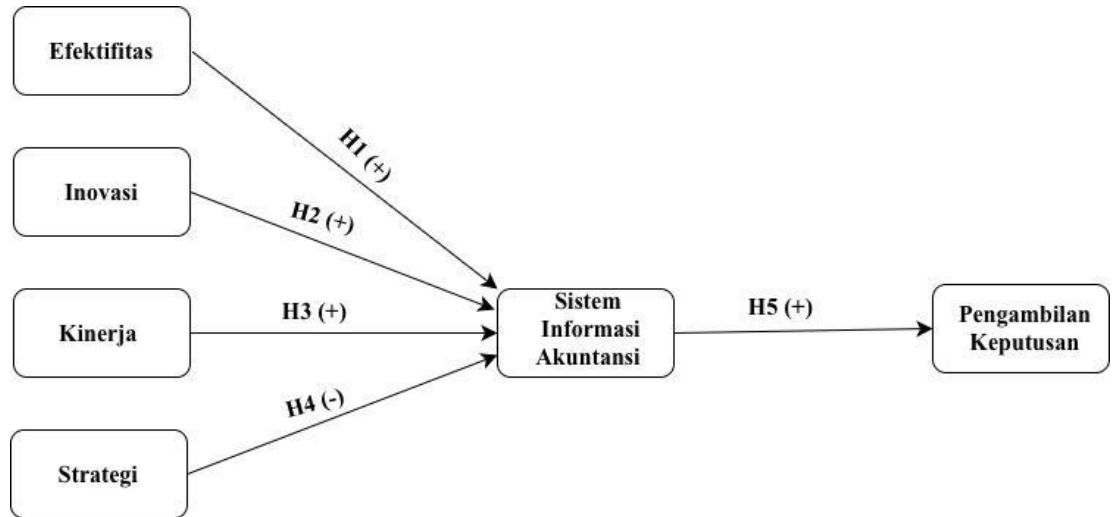 Efektifitas
H1 (+)
Inovasi
H2 (+)
Kinerja
H3 (+)
Sistem
Informasi
Akuntansi
H5 (+)
Pengambilan
Keputusan
H4 (-)
Strategi